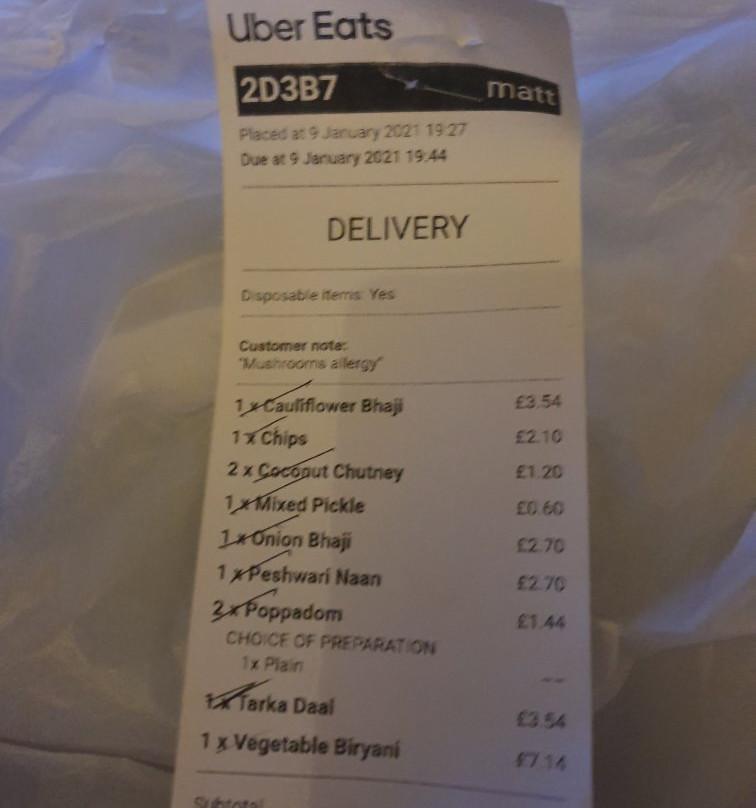 Uber Eats
2D3B7 matt
Placed at 9 January 2021 19:27
Due at 9 January 2021 19:44
DELIVERY
Disposable items: Yes
Customer note:
"Mushrooms allergy"
1 x Cauliflower Bhaji £3.54
1 x Chips £2.10
2 x Coconut Chutney £1.20
1 x Mixed Pickle £0.60
1 x Onion Bhaji £2.70
1 x Peshwari Naan £2.70
2 x Poppadom £1.44
CHOICE OF PREPARATION
1x Plain --
1 x Tarka Daal £3.54
1 x Vegetable Biryani £7.14
Subtotal